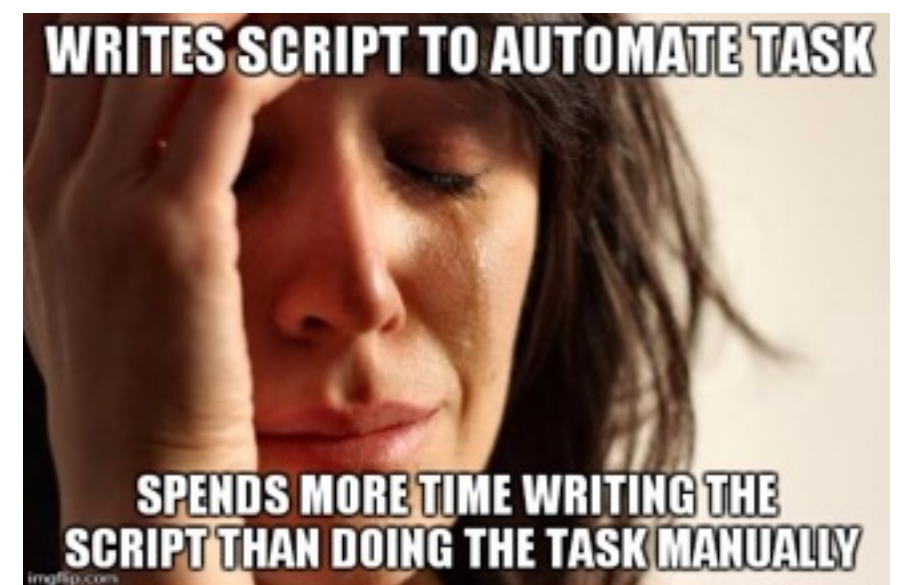 WRITES SCRIPT TO AUTOMATE TASK
SPENDS MORE TIME WRITING THE
SCRIPT THAN DOING THE TASK MANUALLY
imgflip.com